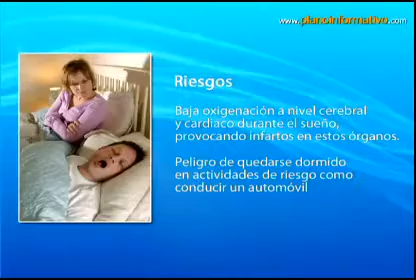 www.planoinformativo.com
Riesgos
Baja oxigenación a nivel cerebral
y cardiaco durante el sueño,
provocando infartos en estos órganos.
Peligro de quedarse dormido
en actividades de riesgo como
conducir un automóvil